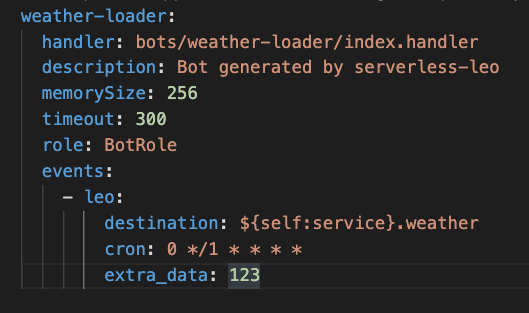 weather-loader:
handler: bots/weather-loader/index.handler
description: Bot generated by serverless-leo
memorySize: 256
timeout: 300
role: BotRole
events:
- leo:
destination: ${self:service}.weather
cron: 0 */1 * * * *
extra_data: 123